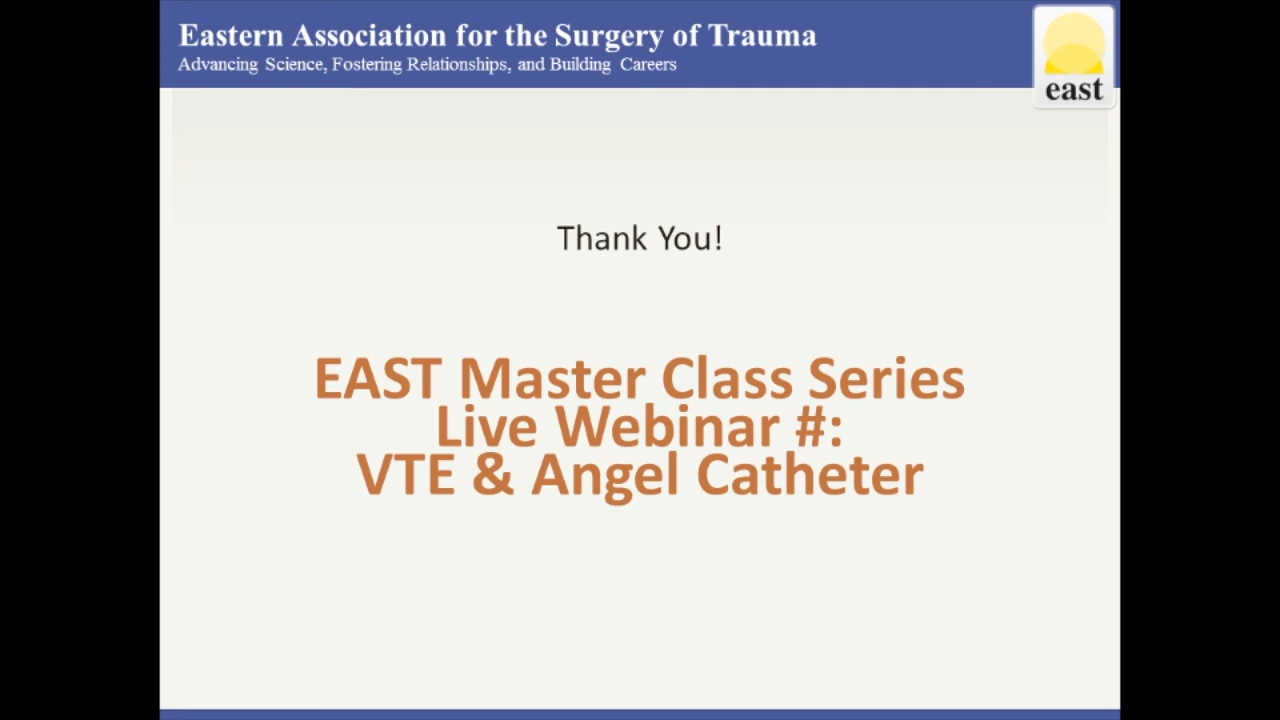 Eastern Association for the Surgery of Trauma
Advancing Science, Fostering Relationships, and Building Careers
east
Thank You!
EAST Master Class Series
Live Webinar #:
VTE & Angel Catheter